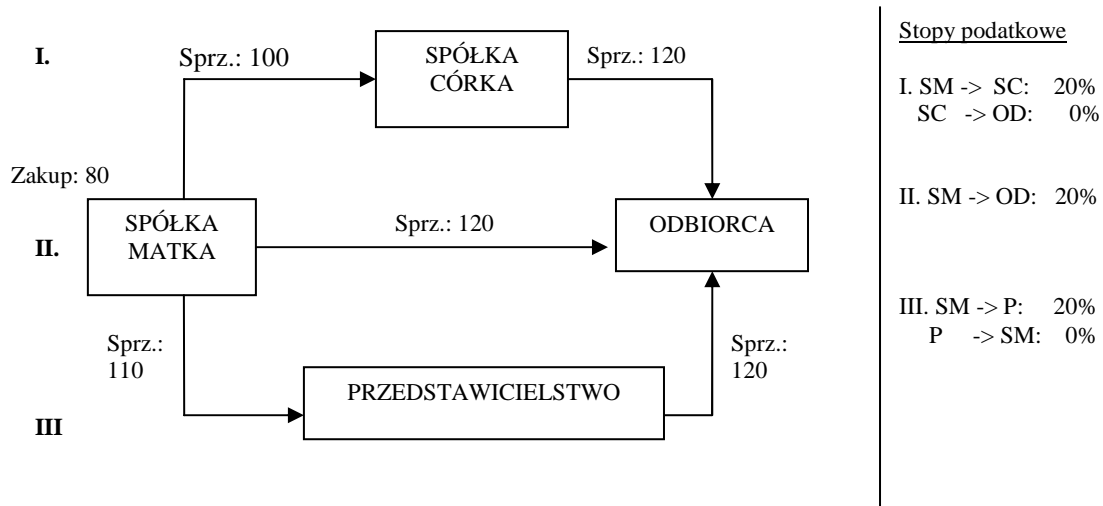 I.
Sprz.: 100
SPÓŁKA
CÓRKA
Sprz.: 120
Zakup: 80
II.
SPÓŁKA
MATKA
Sprz.: 120
ODBIORCA
Sprz.:
110
Sprz.:
120
III
PRZEDSTAWICIELSTWO
Stopy podatkowe
I. SM -> SC: 20%
SC -> OD: 0%
II. SM -> OD: 20%
III. SM -> P: 20%
P -> SM: 0%